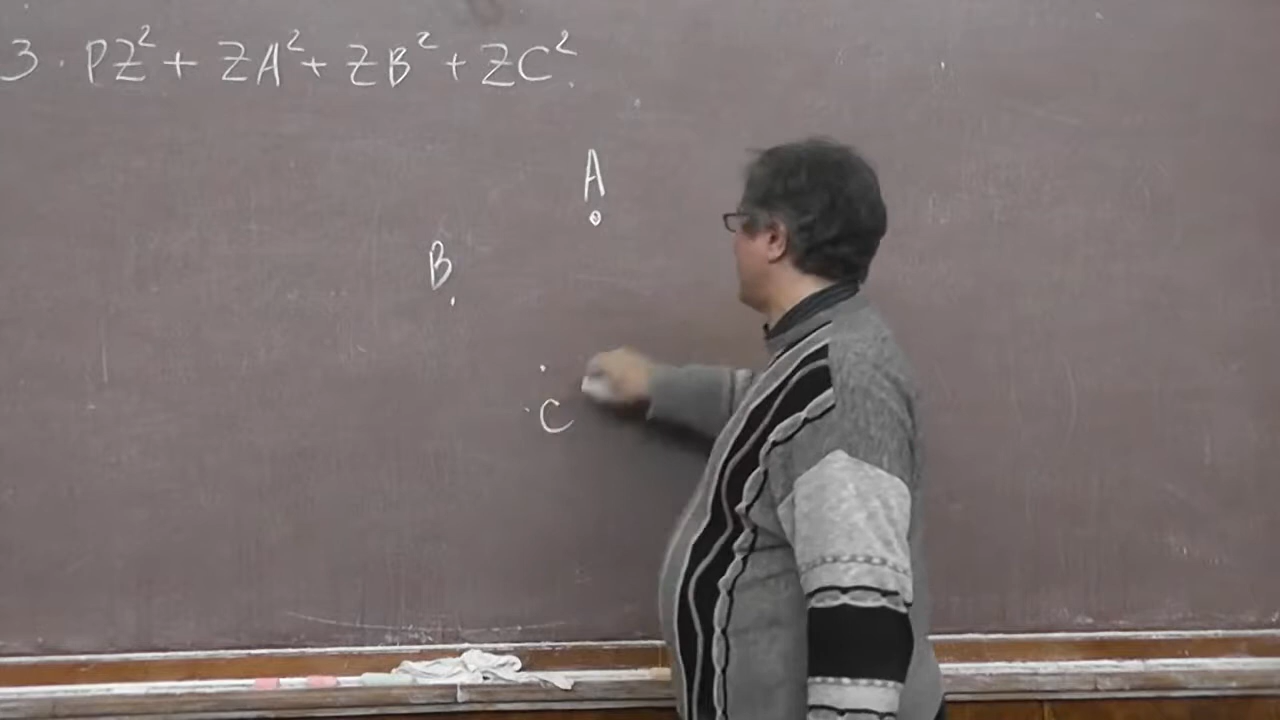 3. PZ² + ZA² + ZB² + ZC².
A
B
C